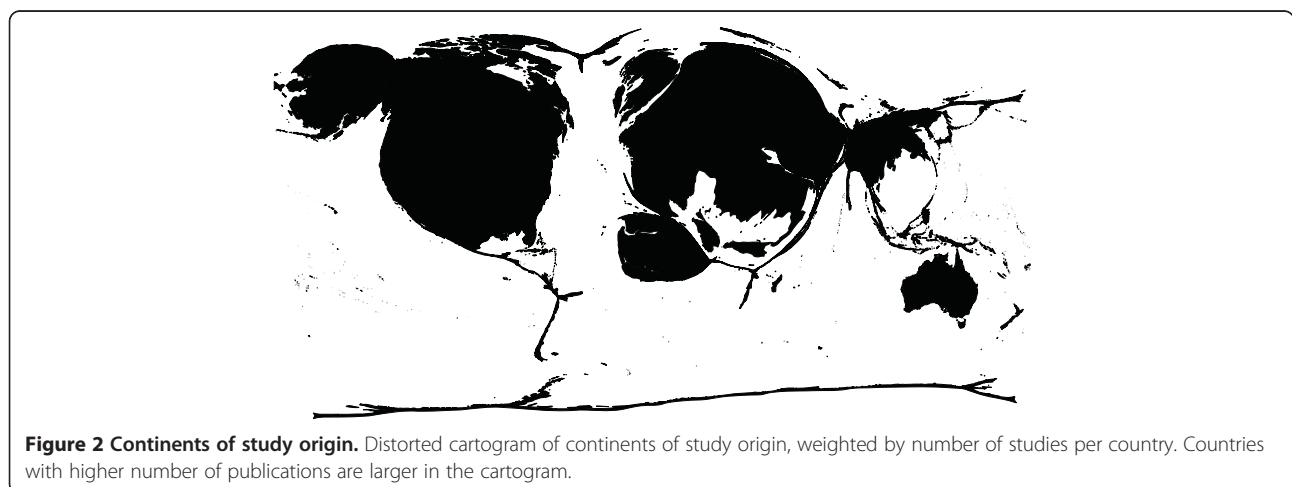 Figure 2 Continents of study origin. Distorted cartogram of continents of study origin, weighted by number of studies per country. Countries
with higher number of publications are larger in the cartogram.